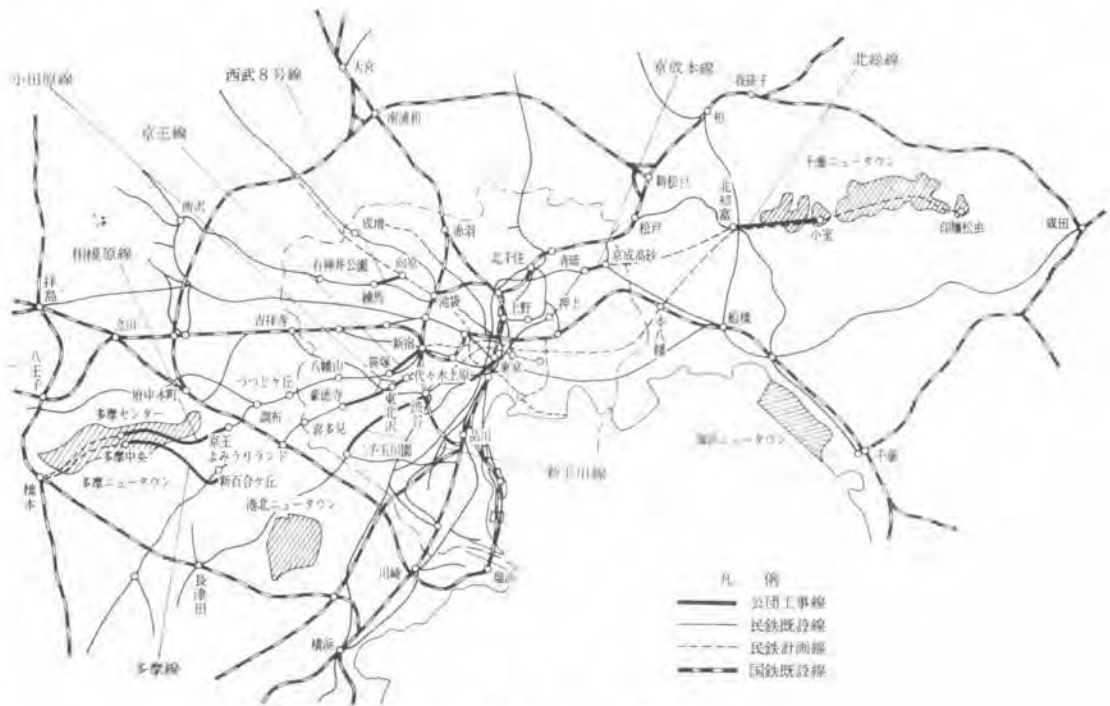 小田原線
西武8号線
京王線
京成本線
北総線
大宮
南浦和
我孫子
柏
千葉ニュータウン
新松戸
北初富
小室
印旛松虫
成田
松戸
所沢
相模原線
成増
赤羽
北千住
青砥
京成高砂
石神井公園
向原
練馬
池袋
上野
押上
本八幡
船橋
拝島
立川
吉祥寺
新宿
東京
八王子
八幡山
笹塚
代々木上原
府中本町
つつじケ丘
豪徳寺
東北沢
渋谷
多摩センター
調布
喜多見
品川
海浜ニュータウン
多摩中央
京王
よみうりランド
二子玉川園
新玉川線
千葉
橋本
多摩ニュータウン
新百合ケ丘
港北ニュータウン
長津田
川崎
塩浜
多摩線
横浜
凡例
公団工事線
民鉄既設線
民鉄計画線
国鉄既設線